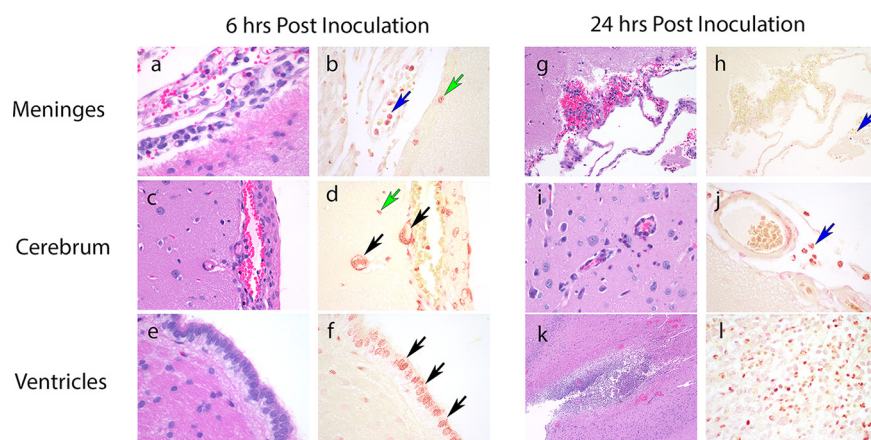 6 hrs Post Inoculation
24 hrs Post Inoculation
Meninges
a
b
g
h
Cerebrum
c
d
i
j
Ventricles
e
f
k
l